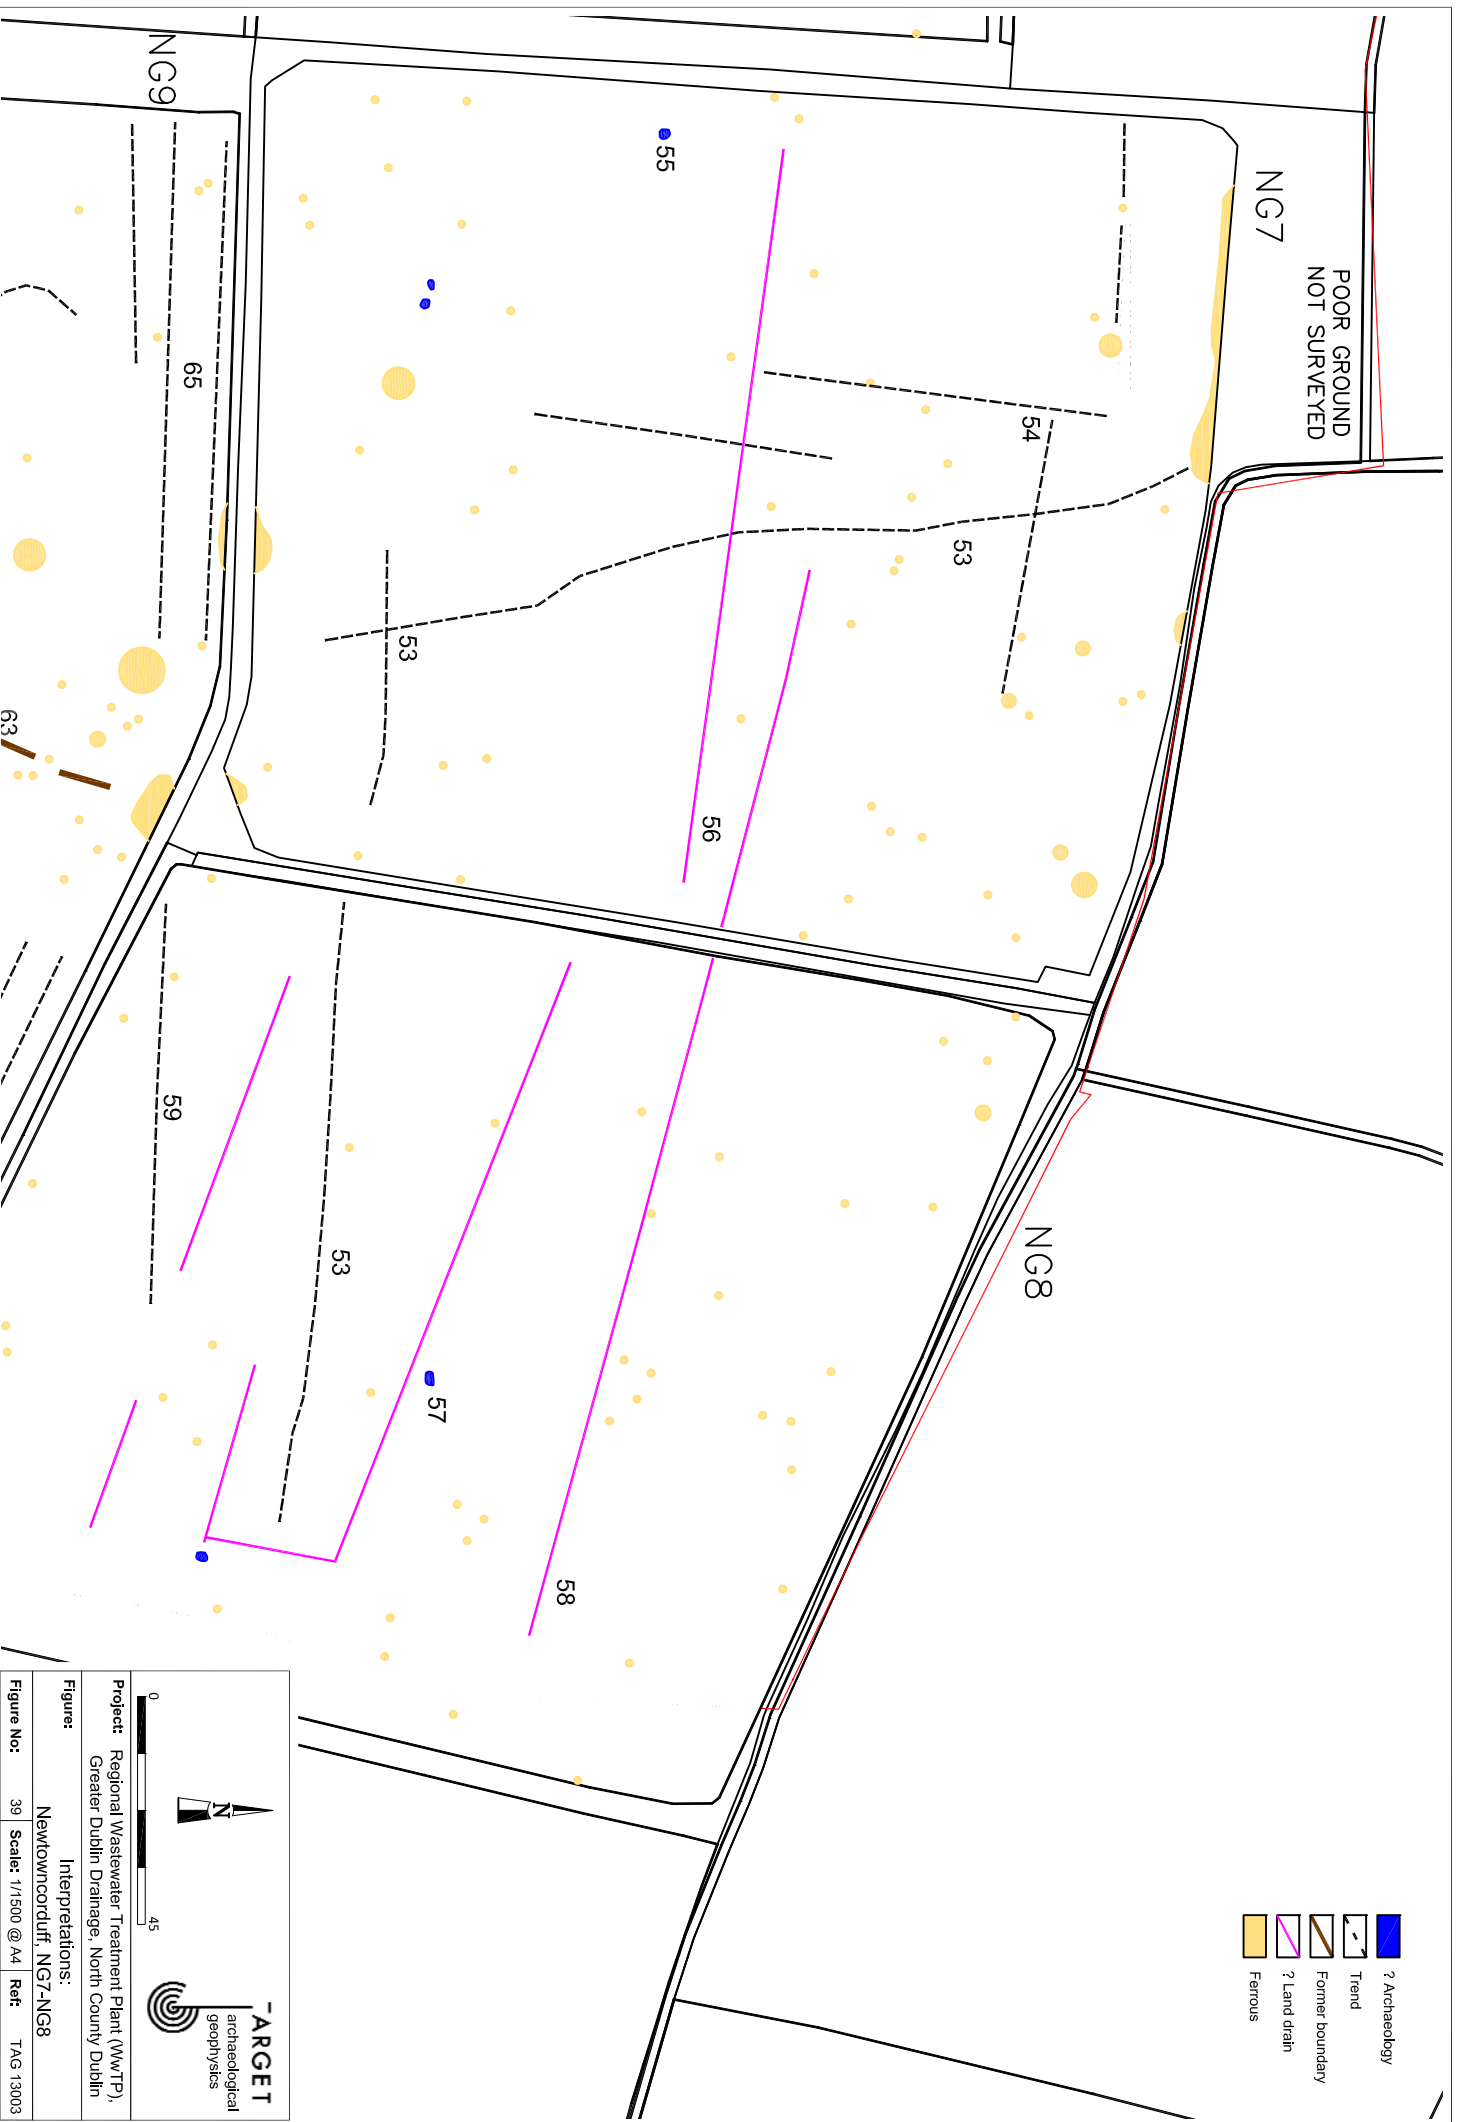 NG7
POOR GROUND
NOT SURVEYED
NG9
NG8
55
54
53
53
56
65
63
59
53
57
58
? Archaeology
Trend
Former boundary
? Land drain
Ferrous
0
45
N
TARGET
archaeological
geophysics
Project: Regional Wastewater Treatment Plant (WwTP),
Greater Dublin Drainage, North County Dublin
Figure: Interpretations:
Newtowncorduff, NG7-NG8
Figure No: 39 Scale: 1/1500 @ A4 Ref: TAG 13003